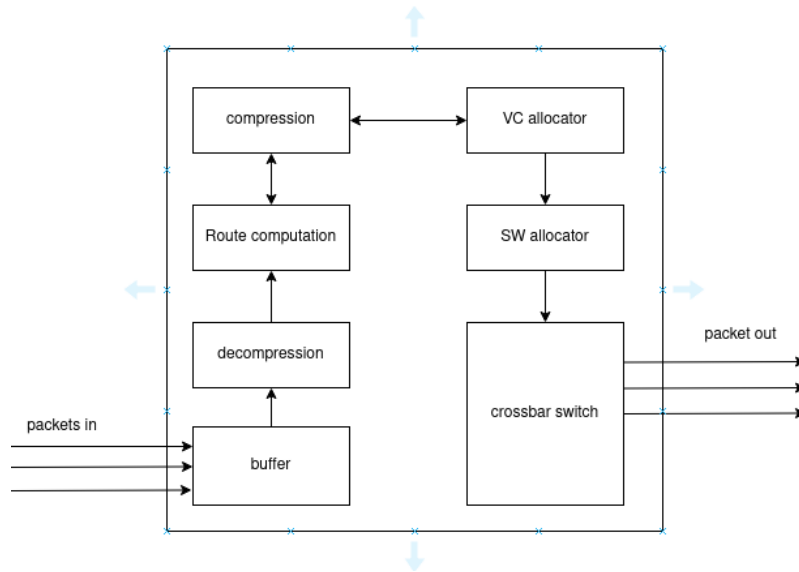 compression
VC allocator
Route computation
SW allocator
decompression
packet out
crossbar switch
packets in
buffer